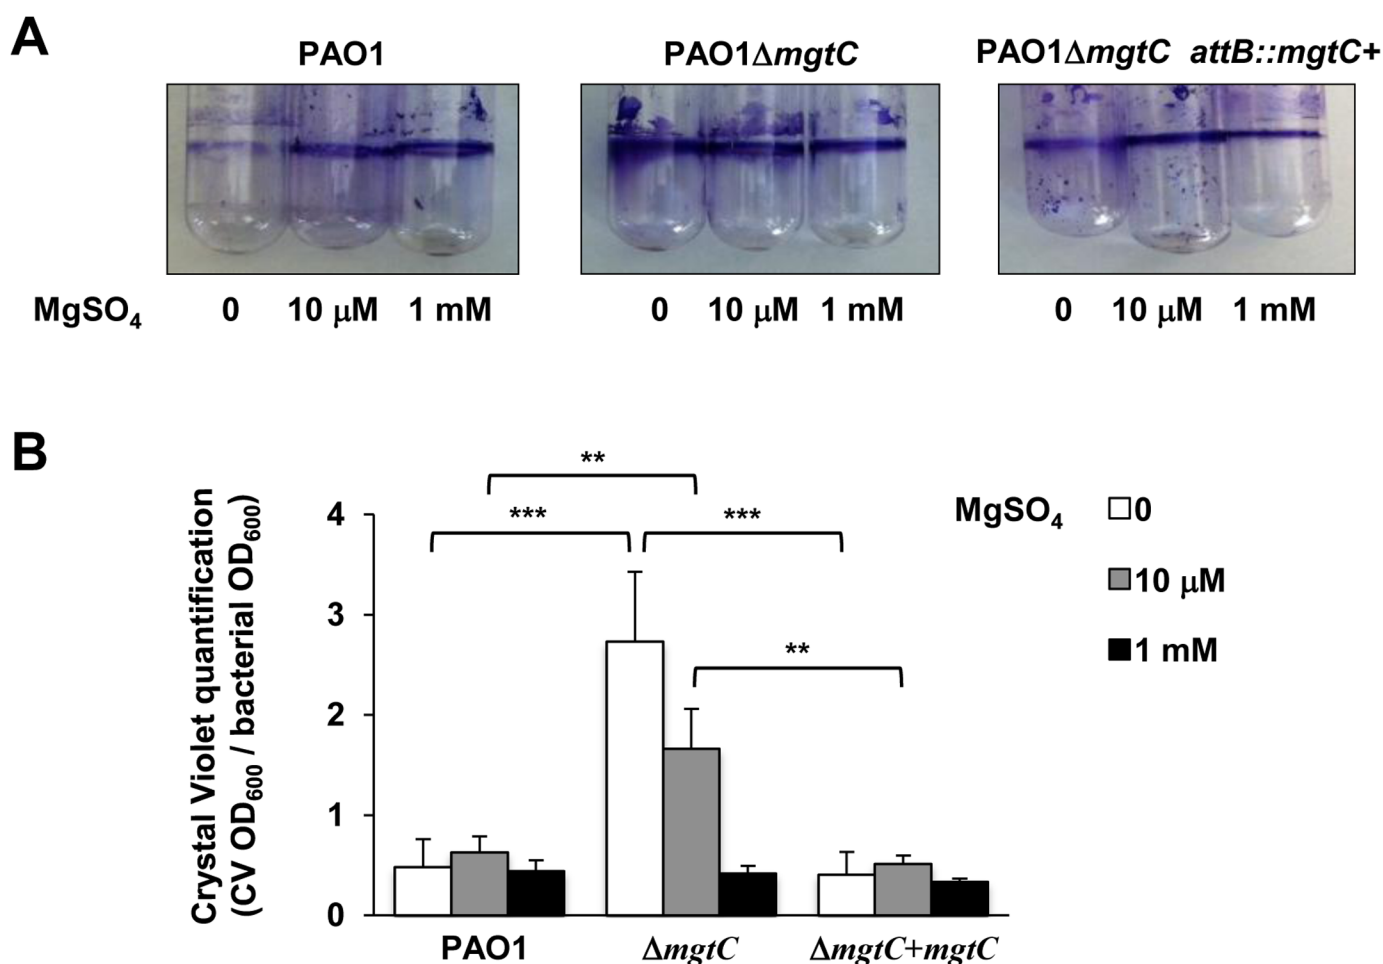 A
PAO1
PAO1ΔmgtC
PAO1ΔmgtC attB::mgtC+
MgSO₄ 0 10 μM 1 mM 0 10 μM 1 mM 0 10 μM 1 mM
B
Crystal Violet quantification
(CV OD₆₀₀ / bacterial OD₆₀₀)
4
3
2
1
0
**
***
***
**
MgSO₄ 0
10 μM
1 mM
PAO1 ΔmgtC ΔmgtC+mgtC